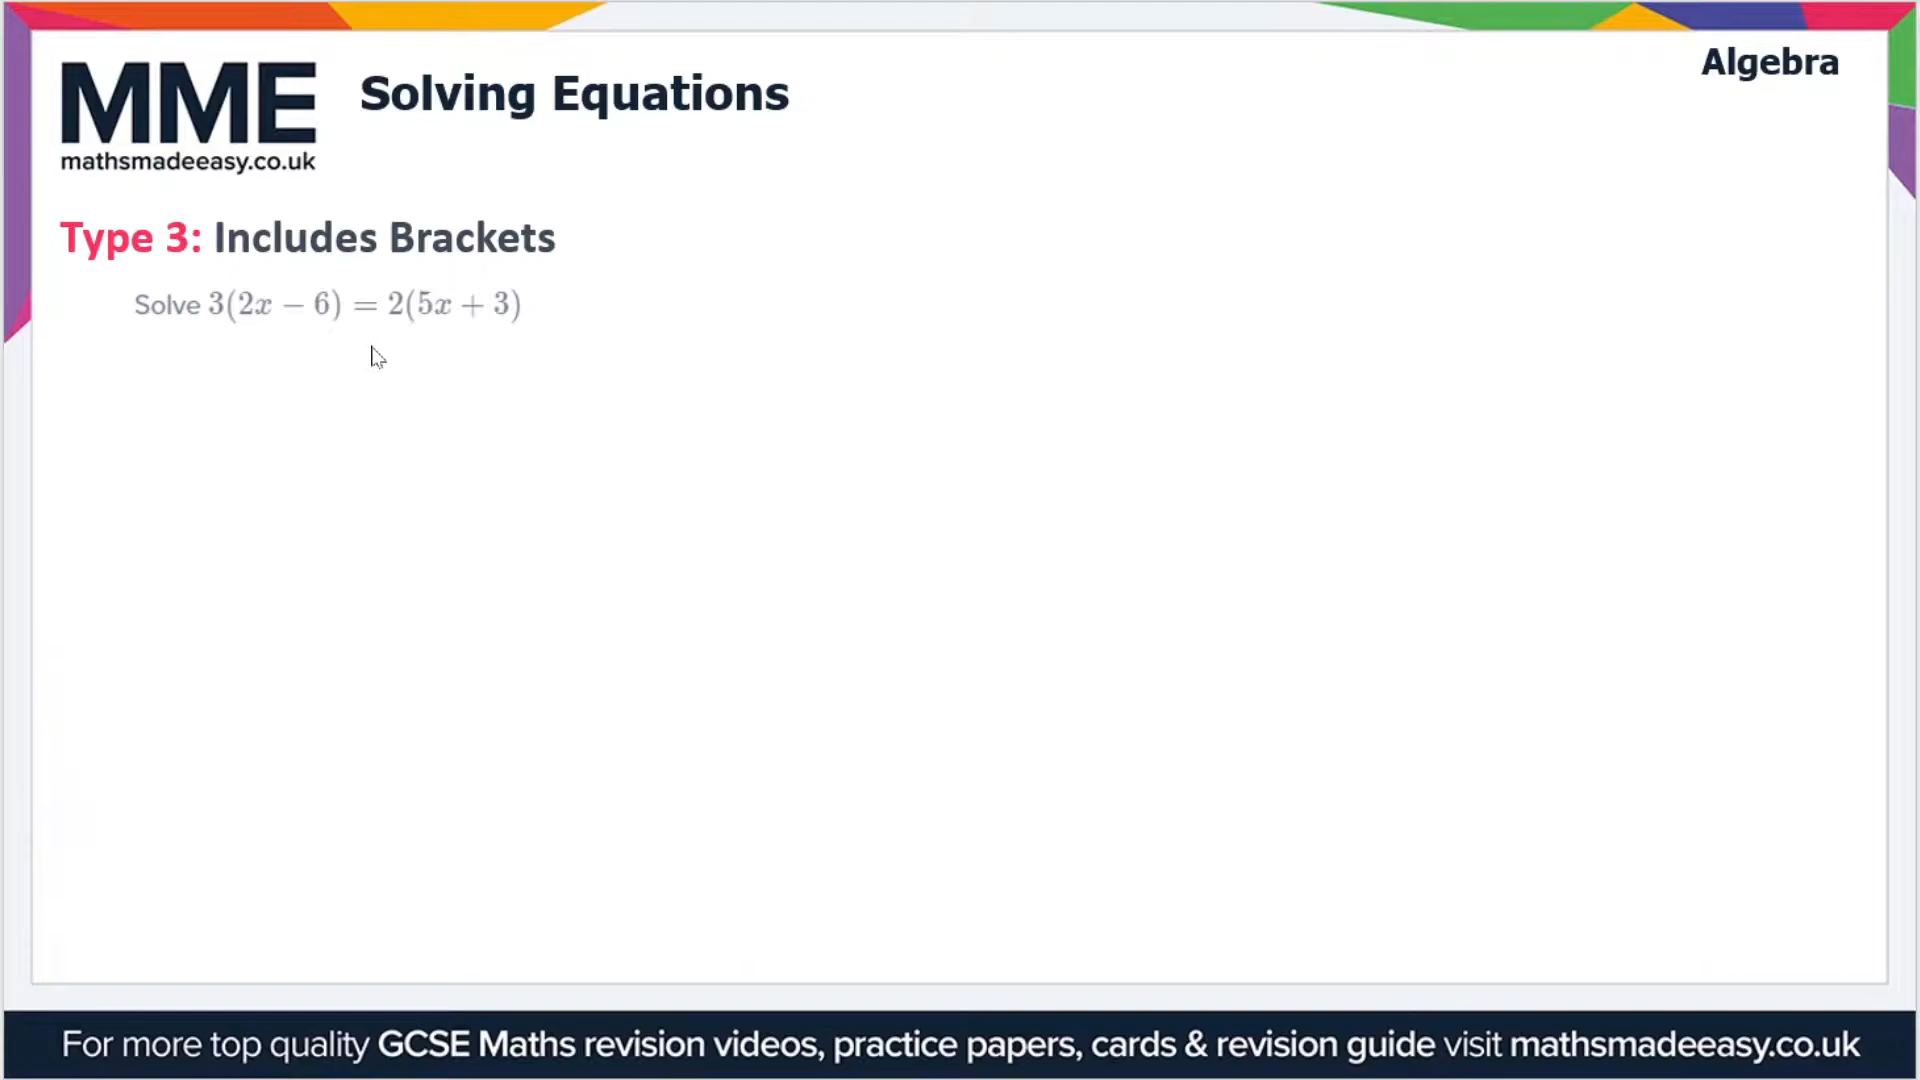 Algebra
MME
Solving Equations
mathsmadeeasy.co.uk
Type 3: Includes Brackets
Solve 3(2x − 6) = 2(5x + 3)
For more top quality GCSE Maths revision videos, practice papers, cards & revision guide visit mathsmadeeasy.co.uk